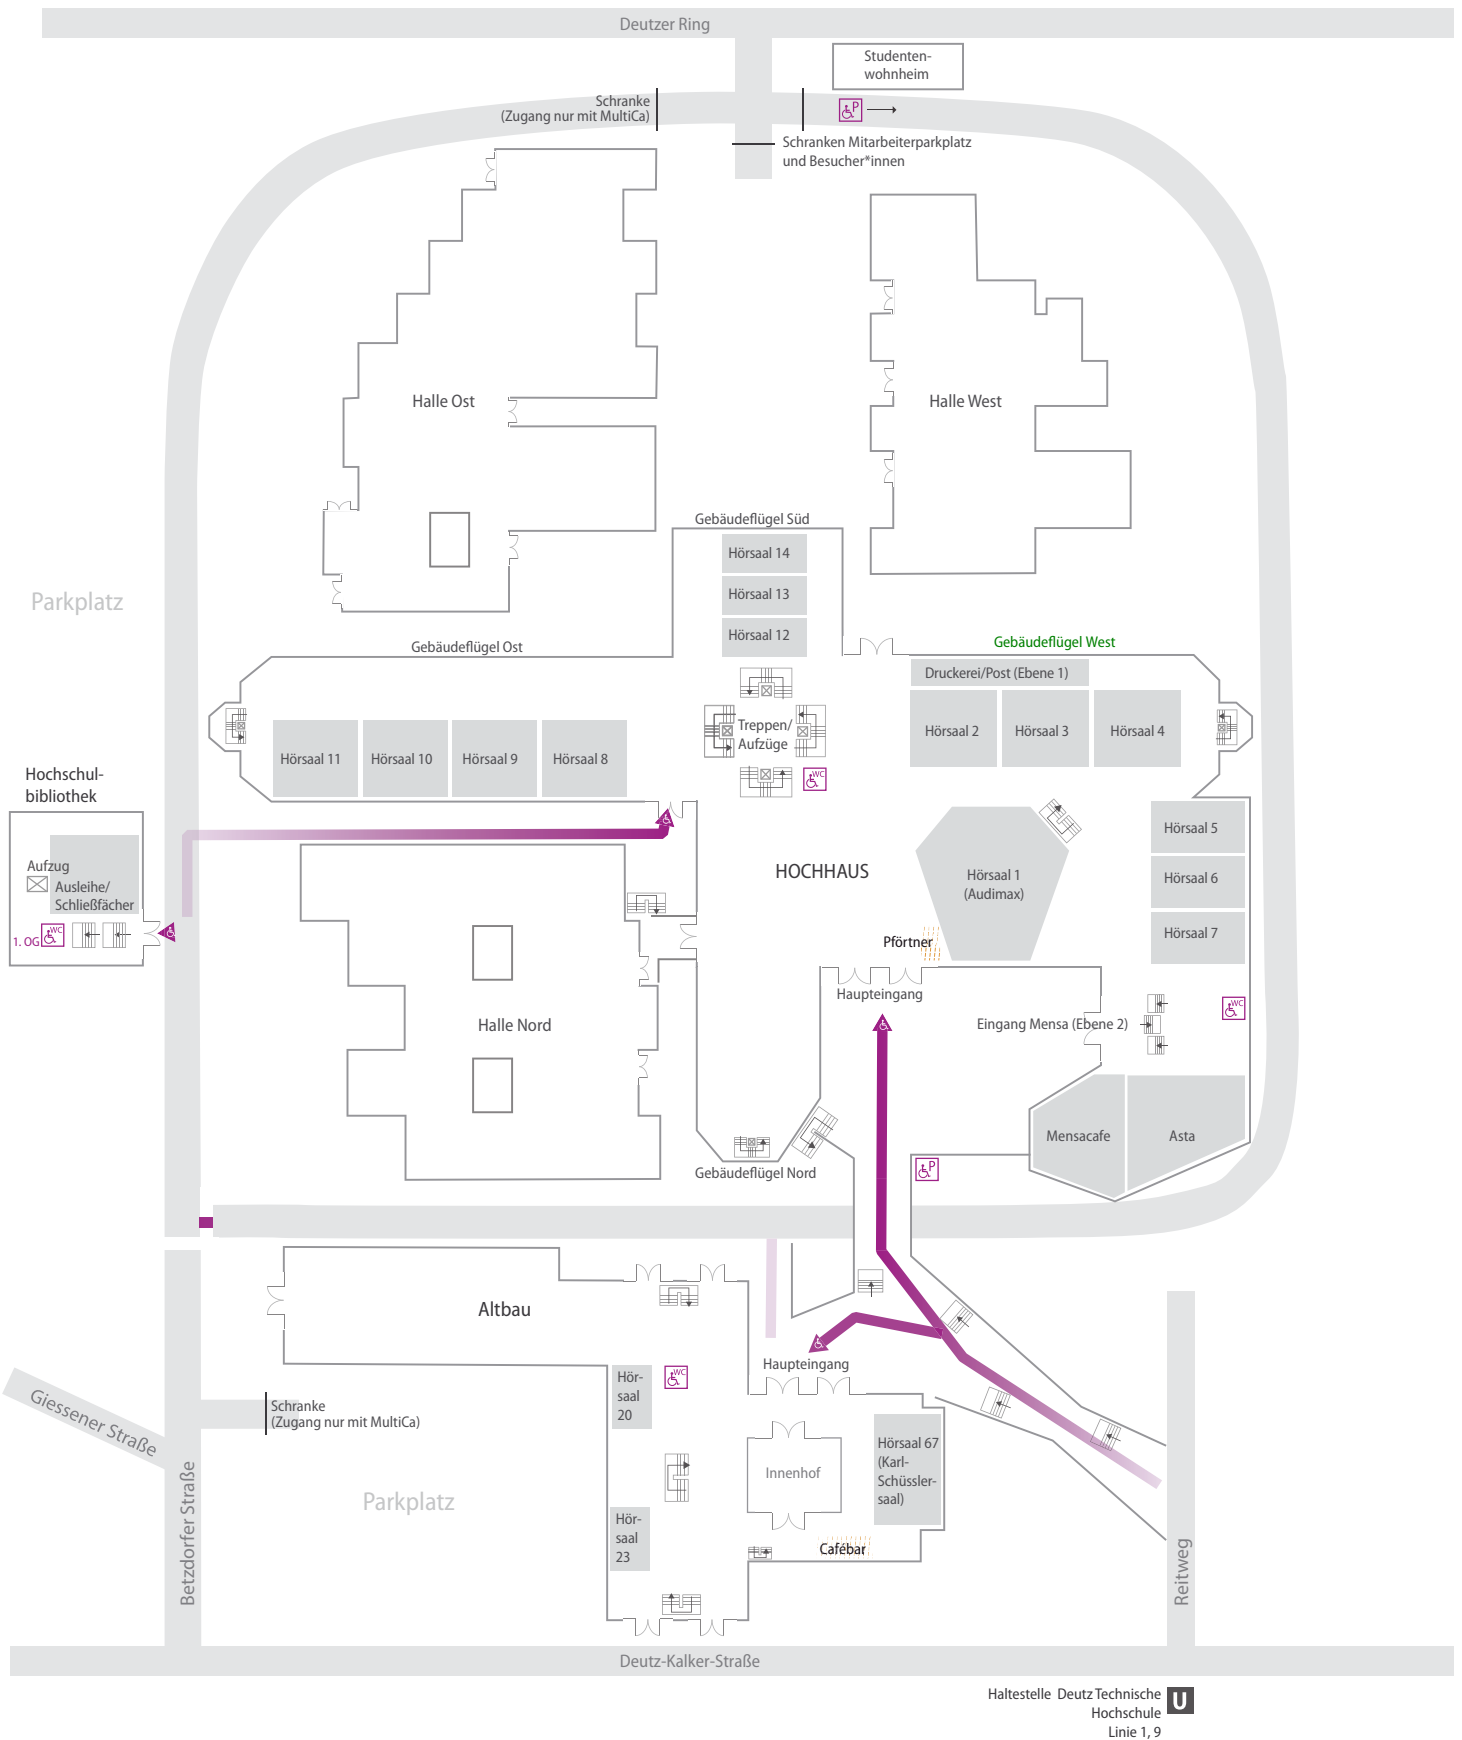 Deutzer Ring
Studenten-
wohnheim
P
Schranke
(Zugang nur mit MultiCa)
Schranken Mitarbeiterparkplatz
und Besucher*innen
Halle Ost
Halle West
Gebäudeflügel Süd
Hörsaal 14
Hörsaal 13
Hörsaal 12
Parkplatz
Gebäudeflügel Ost
Gebäudeflügel West
Druckerei/Post (Ebene 1)
Hörsaal 2
Hörsaal 3
Hörsaal 4
Treppen/
Aufzüge
WC
Hörsaal 11
Hörsaal 10
Hörsaal 9
Hörsaal 8
Hochschul-
bibliothek
Aufzug
Ausleihe/
Schließfächer
1. OG
WC
HOCHHAUS
Hörsaal 1
(Audimax)
Hörsaal 5
Hörsaal 6
Hörsaal 7
Pförtner
Haupteingang
Eingang Mensa (Ebene 2)
WC
Halle Nord
Mensacafe
Asta
Gebäudeflügel Nord
P
Altbau
Haupteingang
WC
Hör-
saal
20
Schranke
(Zugang nur mit MultiCa)
Giessener Straße
Betzdorfer Straße
Parkplatz
Innenhof
Hörsaal 67
(Karl-
Schüssler-
saal)
Hör-
saal
23
Cafébar
Reitweg
Deutz-Kalker-Straße
Haltestelle Deutz Technische
Hochschule
Linie 1, 9
U